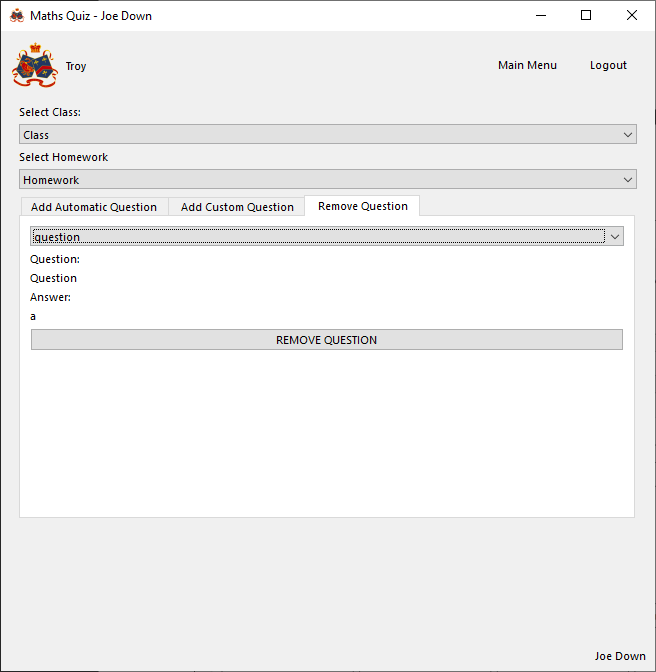 Maths Quiz - Joe Down
Troy
Main Menu
Logout
Select Class:
Class
Select Homework
Homework
Add Automatic Question
Add Custom Question
Remove Question
question
Question:
Question
Answer:
a
REMOVE QUESTION
Joe Down